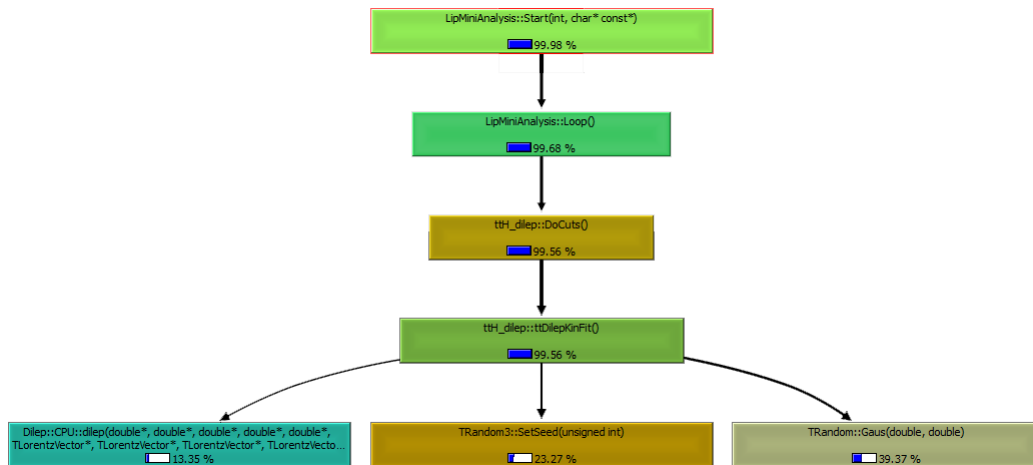 LipMiniAnalysis::Start(int, char* const*)
99.98 %
LipMiniAnalysis::Loop()
99.68 %
ttH_dilep::DoCuts()
99.56 %
ttH_dilep::ttDilepKinFit()
99.56 %
Dilep::CPU::dilep(double*, double*, double*, double*, double*,
TLorentzVector*, TLorentzVector*, TLorentzVector*, TLorentzVecto...
13.35 %
TRandom3::SetSeed(unsigned int)
23.27 %
TRandom::Gaus(double, double)
39.37 %